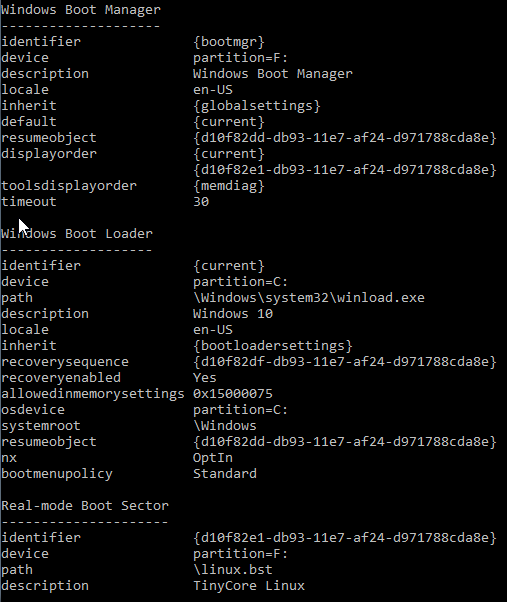 Windows Boot Manager
--------------------
identifier              {bootmgr}
device                  partition=F:
description             Windows Boot Manager
locale                  en-US
inherit                 {globalsettings}
default                 {current}
resumeobject            {d10f82dd-db93-11e7-af24-d971788cda8e}
displayorder            {current}
                        {d10f82e1-db93-11e7-af24-d971788cda8e}
toolsdisplayorder       {memdiag}
timeout                 30

Windows Boot Loader
-------------------
identifier              {current}
device                  partition=C:
path                    \Windows\system32\winload.exe
description             Windows 10
locale                  en-US
inherit                 {bootloadersettings}
recoverysequence        {d10f82df-db93-11e7-af24-d971788cda8e}
recoveryenabled         Yes
allowedinmemorysettings 0x15000075
osdevice                partition=C:
systemroot              \Windows
resumeobject            {d10f82dd-db93-11e7-af24-d971788cda8e}
nx                      OptIn
bootmenupolicy          Standard

Real-mode Boot Sector
---------------------
identifier              {d10f82e1-db93-11e7-af24-d971788cda8e}
device                  partition=F:
path                    \linux.bst
description             TinyCore Linux